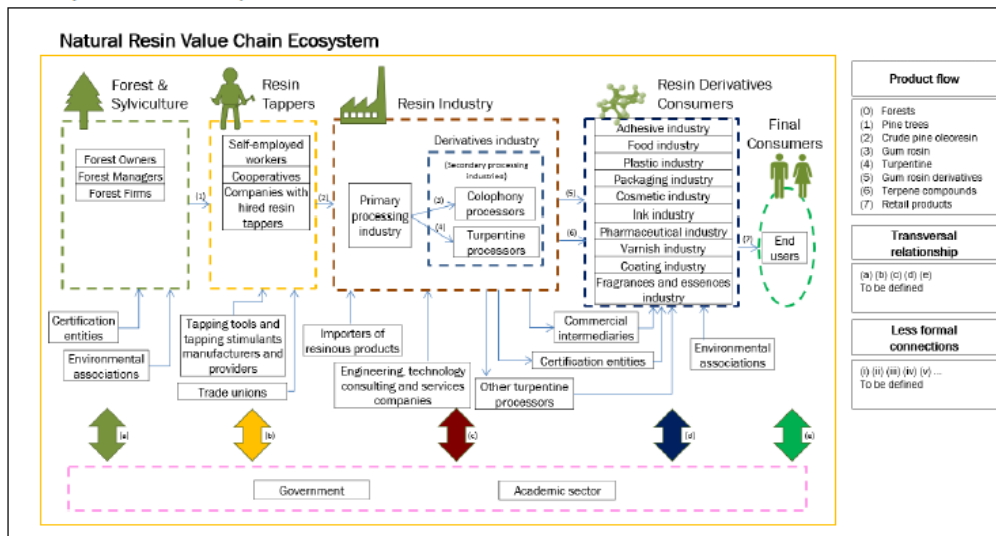 Natural Resin Value Chain Ecosystem
Forest &
Sylviculture
Resin
Tappers
Resin Industry
Resin Derivatives
Consumers
Final
Consumers
Forest Owners
Forest Managers
Forest Firms
(1)
Self-employed
workers
Cooperatives
Companies with
hired resin
tappers
(2)
Primary
processing
industry
Derivatives industry
(Secondery processing
industries)
(3)
Colophony
processors
(4)
Turpentine
processors
(5)
(6)
Adhesive industry
Food industry
Plastic industry
Packaging industry
Cosmetic industry
Ink industry
Pharmaceutical industry
Varnish industry
Coating industry
Fragrances and essences
industry
(7)
End
users
Certification
entities
Environmental
associations
Tapping tools and
tapping stimulants
manufacturers and
providers
Trade unions
Importers of
resinous products
Engineering, technology
consulting and services
companies
Commercial
intermediaries
Certification entities
Other turpentine
processors
Environmental
associations
(a)
(b)
(c)
(d)
(e)
Government
Academic sector
Product flow
(0) Forests
(1) Pine trees
(2) Crude pine oleoresin
(3) Gum rosin
(4) Turpentine
(5) Gum rosin derivatives
(6) Terpene compounds
(7) Retail products
Transversal
relationship
(a) (b) (c) (d) (e)
To be defined
Less formal
connections
(i) (ii) (iii) (iv) (v) ...
To be defined